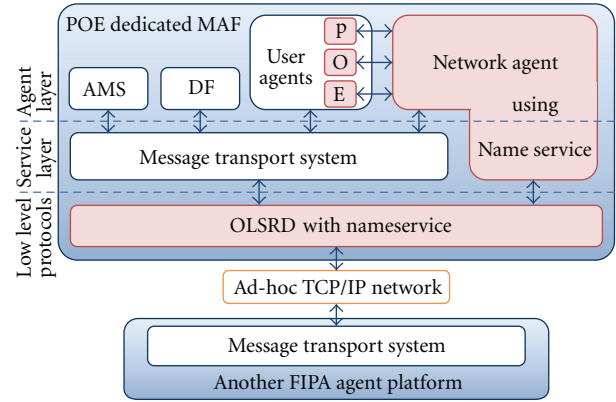 POE dedicated MAF
User
agents
P
O
E
Network agent
using
Name service
AMS
DF
Agent
layer
Message transport system
Service
layer
OLSRD with nameservice
Low level
protocols
Ad-hoc TCP/IP network
Message transport system
Another FIPA agent platform